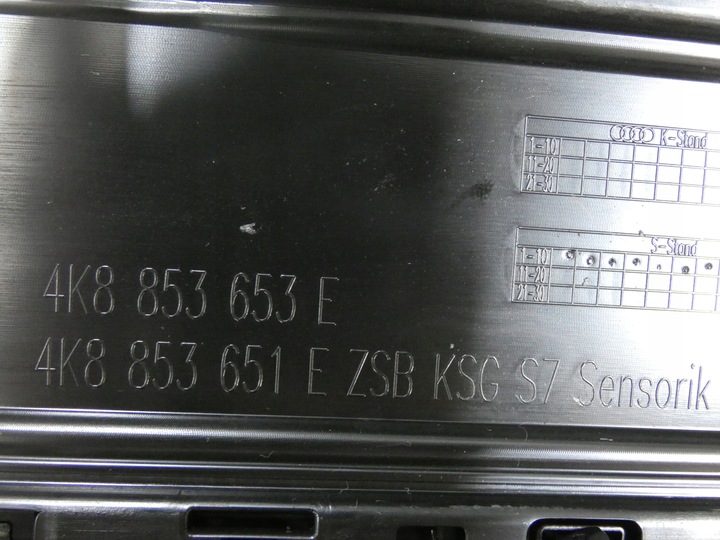 K-Stand
1-10
11-20
21-30
S-Stand
1-10
11-20
21-30
4K8 853 653 E
4K8 853 651 E ZSB KSG S7 Sensorik